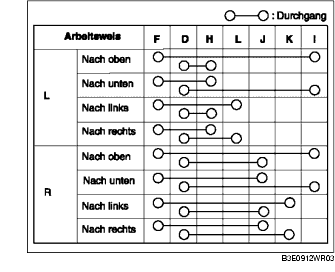 : Durchgang
Arbeitsweis F D H L J K I
L
Nach oben
Nach unten
Nach links
Nach rechts
R
Nach oben
Nach unten
Nach links
Nach rechts
B3E0912WR03